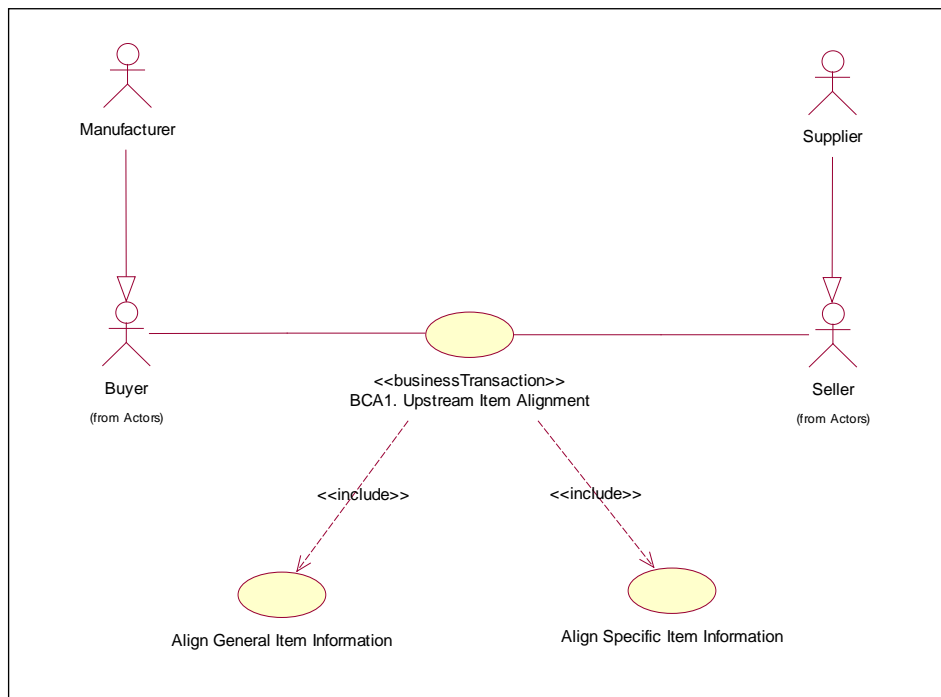 Manufacturer
Supplier
Buyer
(from Actors)
<<businessTransaction>>
BCA1. Upstream Item Alignment
Seller
(from Actors)
<<include>>
<<include>>
Align General Item Information
Align Specific Item Information